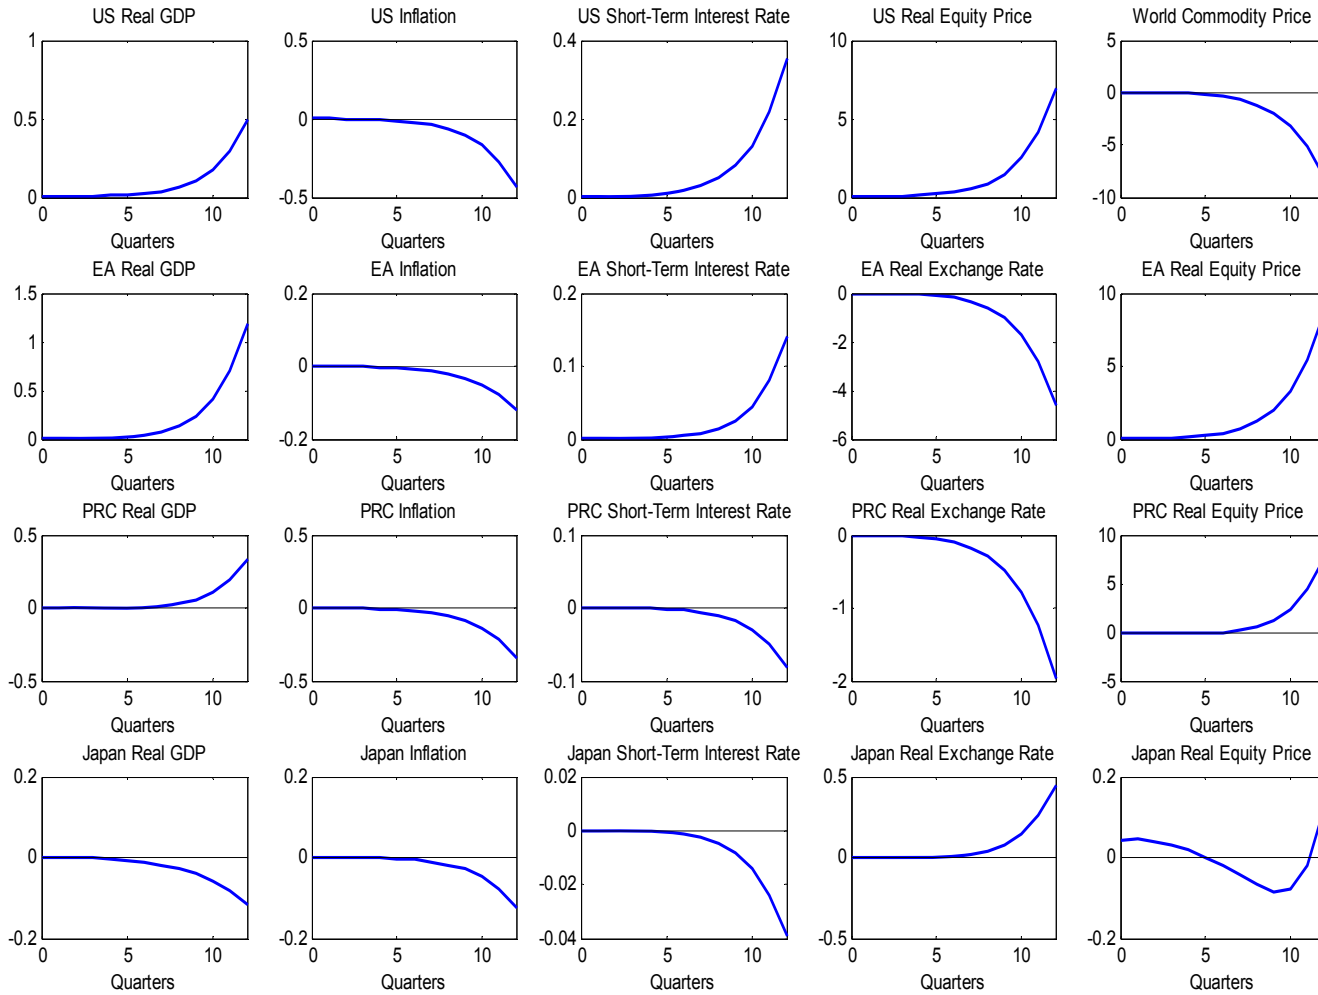 US Real GDP
1
0.5
0
0 5 10
Quarters
US Inflation
0.5
0
-0.5
0 5 10
Quarters
US Short-Term Interest Rate
0.4
0.2
0
0 5 10
Quarters
US Real Equity Price
10
5
0
0 5 10
Quarters
World Commodity Price
5
0
-5
-10
0 5 10
Quarters
EA Real GDP
1.5
1
0.5
0
0 5 10
Quarters
EA Inflation
0.2
0
-0.2
0 5 10
Quarters
EA Short-Term Interest Rate
0.2
0.1
0
0 5 10
Quarters
EA Real Exchange Rate
0
-2
-4
-6
0 5 10
Quarters
EA Real Equity Price
10
5
0
0 5 10
Quarters
PRC Real GDP
0.5
0
-0.5
0 5 10
Quarters
PRC Inflation
0.5
0
-0.5
0 5 10
Quarters
PRC Short-Term Interest Rate
0.1
0
-0.1
0 5 10
Quarters
PRC Real Exchange Rate
0
-1
-2
0 5 10
Quarters
PRC Real Equity Price
10
5
0
-5
0 5 10
Quarters
Japan Real GDP
0.2
0
-0.2
0 5 10
Quarters
Japan Inflation
0.2
0
-0.2
0 5 10
Quarters
Japan Short-Term Interest Rate
0.02
0
-0.02
-0.04
0 5 10
Quarters
Japan Real Exchange Rate
0.5
0
-0.5
0 5 10
Quarters
Japan Real Equity Price
0.2
0
-0.2
0 5 10
Quarters